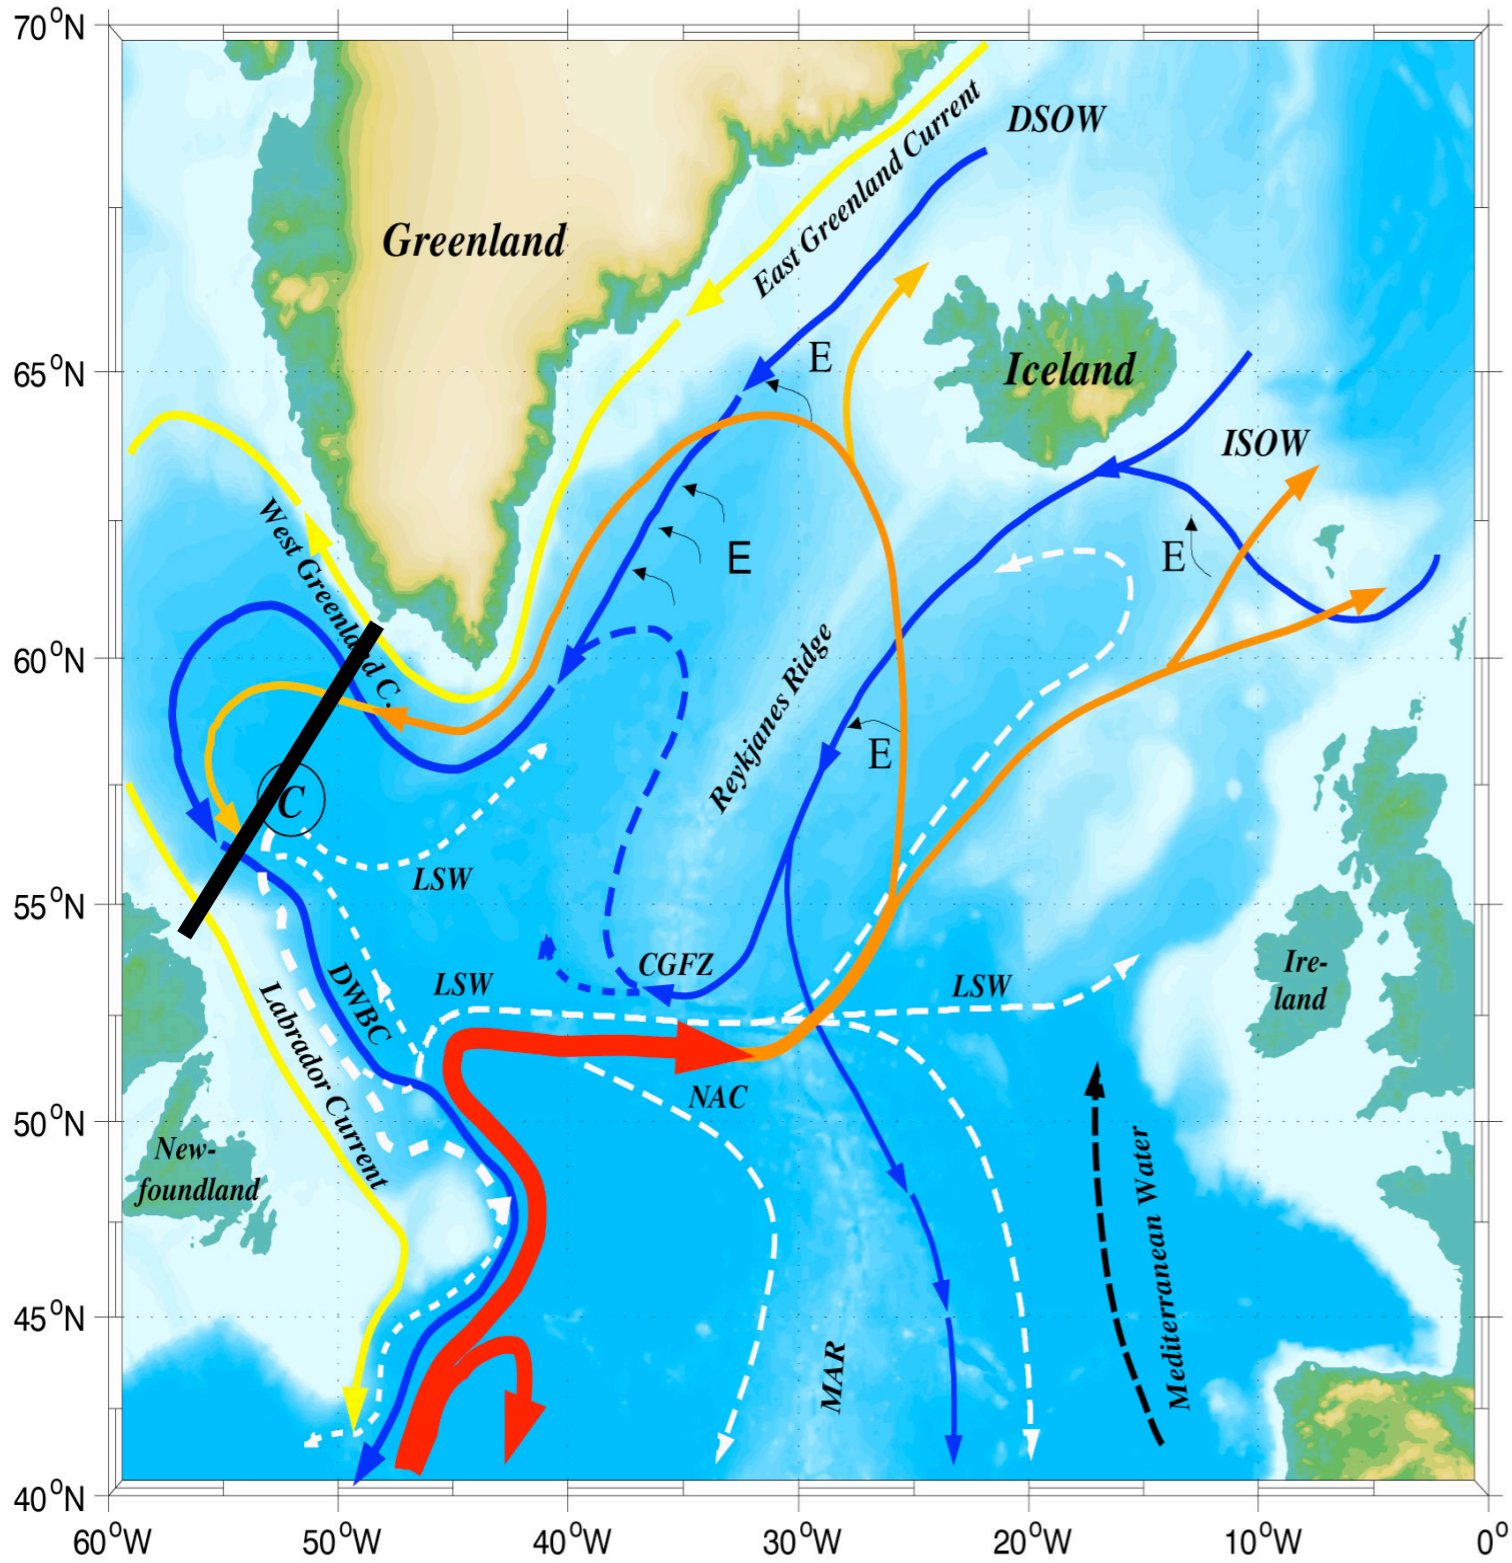 70°N
DSOW
East Greenland Current
Greenland
E
65°N
Iceland
ISOW
West Greenland C.
E
E
60°N
Reykjanes Ridge
E
C
LSW
55°N
CGFZ
DWBC
LSW
LSW
Ire-
land
Labrador Current
NAC
50°N
New-
foundland
Mediterranean Water
45°N
MAR
40°N
60°W
50°W
40°W
30°W
20°W
10°W
0°